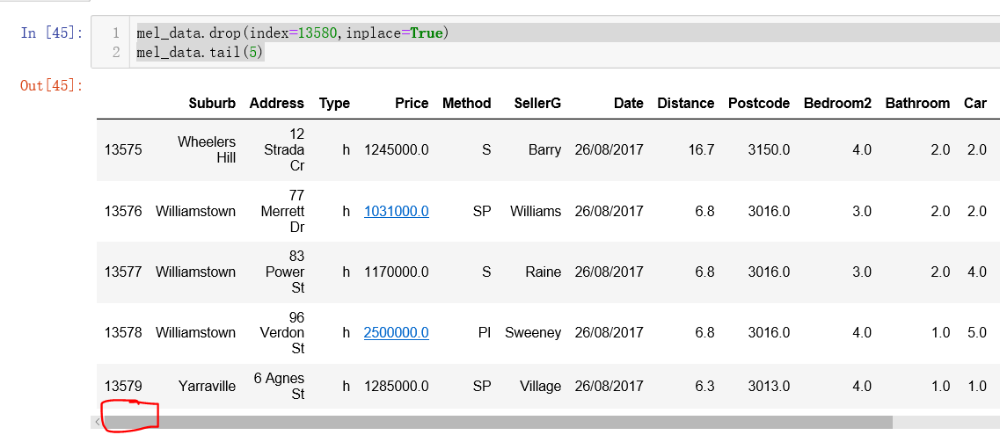 In [45]:
1 mel_data.drop(index=13580,inplace=True)
2 mel_data.tail(5)
Out[45]:
Suburb Address Type Price Method SellerG Date Distance Postcode Bedroom2 Bathroom Car
13575 Wheelers Hill 12 Strada Cr h 1245000.0 S Barry 26/08/2017 16.7 3150.0 4.0 2.0 2.0
13576 Williamstown 77 Merrett Dr h 1031000.0 SP Williams 26/08/2017 6.8 3016.0 3.0 2.0 2.0
13577 Williamstown 83 Power St h 1170000.0 S Raine 26/08/2017 6.8 3016.0 3.0 2.0 4.0
13578 Williamstown 96 Verdon St h 2500000.0 PI Sweeney 26/08/2017 6.8 3016.0 4.0 1.0 5.0
13579 Yarraville 6 Agnes St h 1285000.0 SP Village 26/08/2017 6.3 3013.0 4.0 1.0 1.0